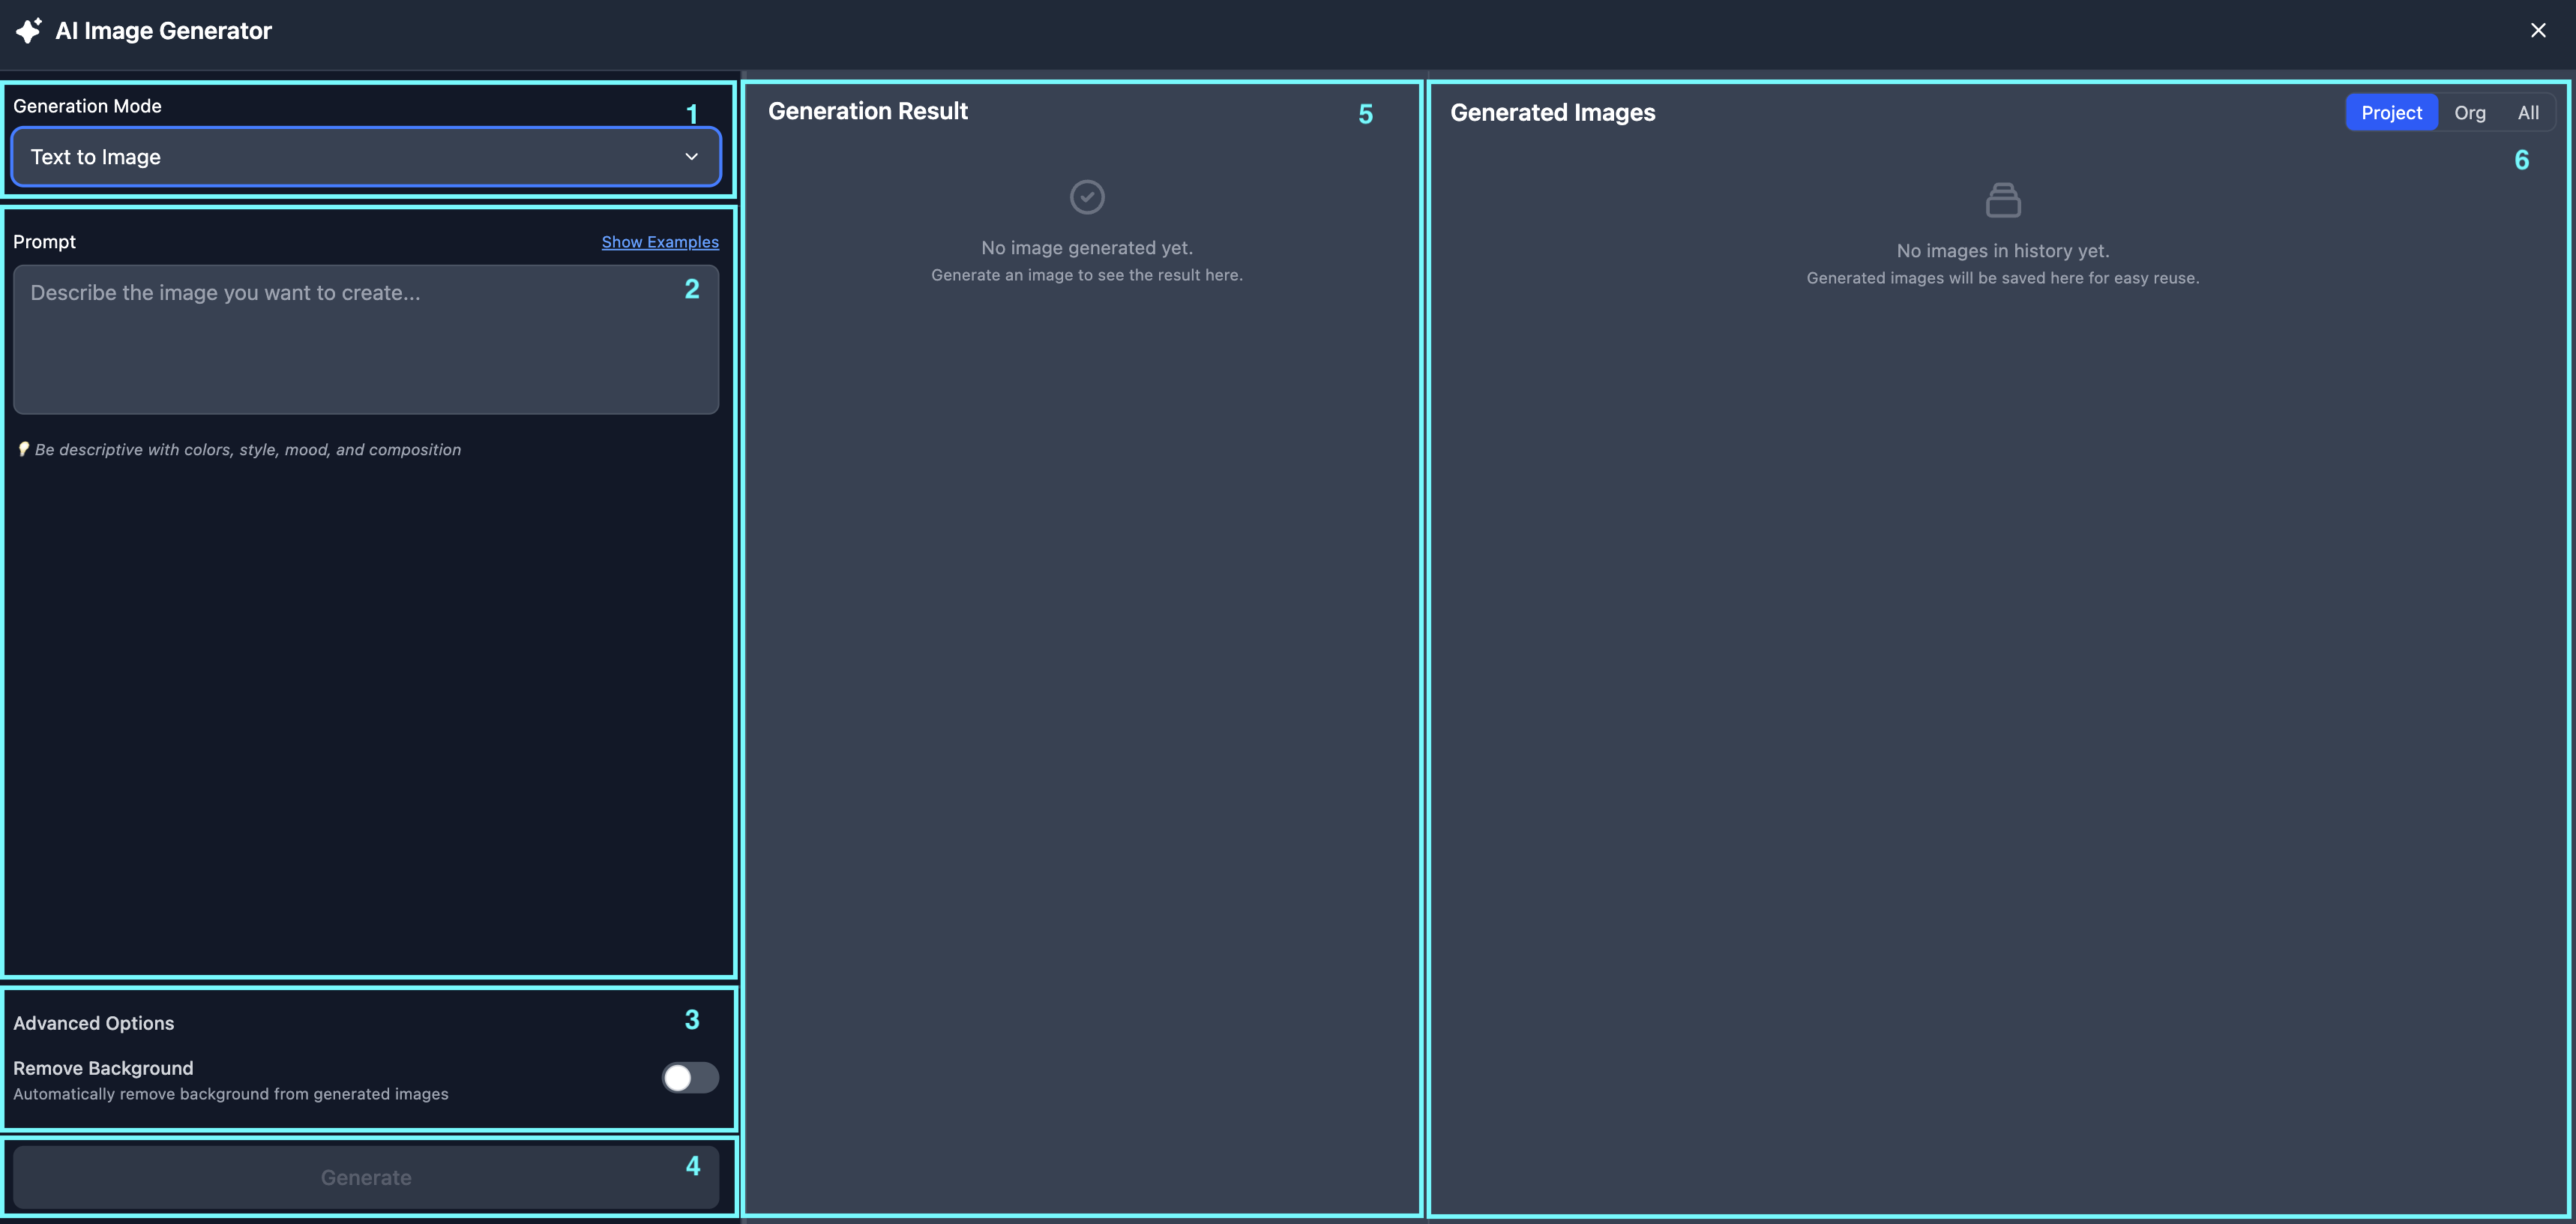 AI Image Generator
Generation Mode
1
Text to Image
Prompt
Show Examples
Describe the image you want to create...
2
Be descriptive with colors, style, mood, and composition
Advanced Options
3
Remove Background
Automatically remove background from generated images
Generate
4
Generation Result
5
No image generated yet.
Generate an image to see the result here.
Generated Images
Project Org All
6
No images in history yet.
Generated images will be saved here for easy reuse.